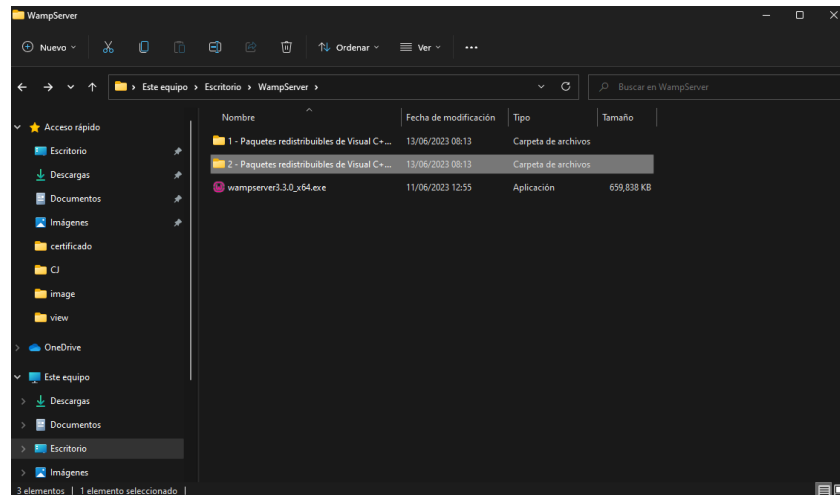 WampServer
Nuevo
Ordenar
Ver
Este equipo > Escritorio > WampServer >
Buscar en WampServer
Nombre Fecha de modificación Tipo Tamaño
Acceso rápido
Escritorio
Descargas
Documentos
Imágenes
certificado
CJ
image
view
OneDrive
Este equipo
Descargas
Documentos
Escritorio
Imágenes
1 - Paquetes redistribuibles de Visual C+... 13/06/2023 08:13 Carpeta de archivos
2 - Paquetes redistribuibles de Visual C+... 13/06/2023 08:13 Carpeta de archivos
wampserver3.3.0_x64.exe 11/06/2023 12:55 Aplicación 659,838 KB
3 elementos | 1 elemento seleccionado |